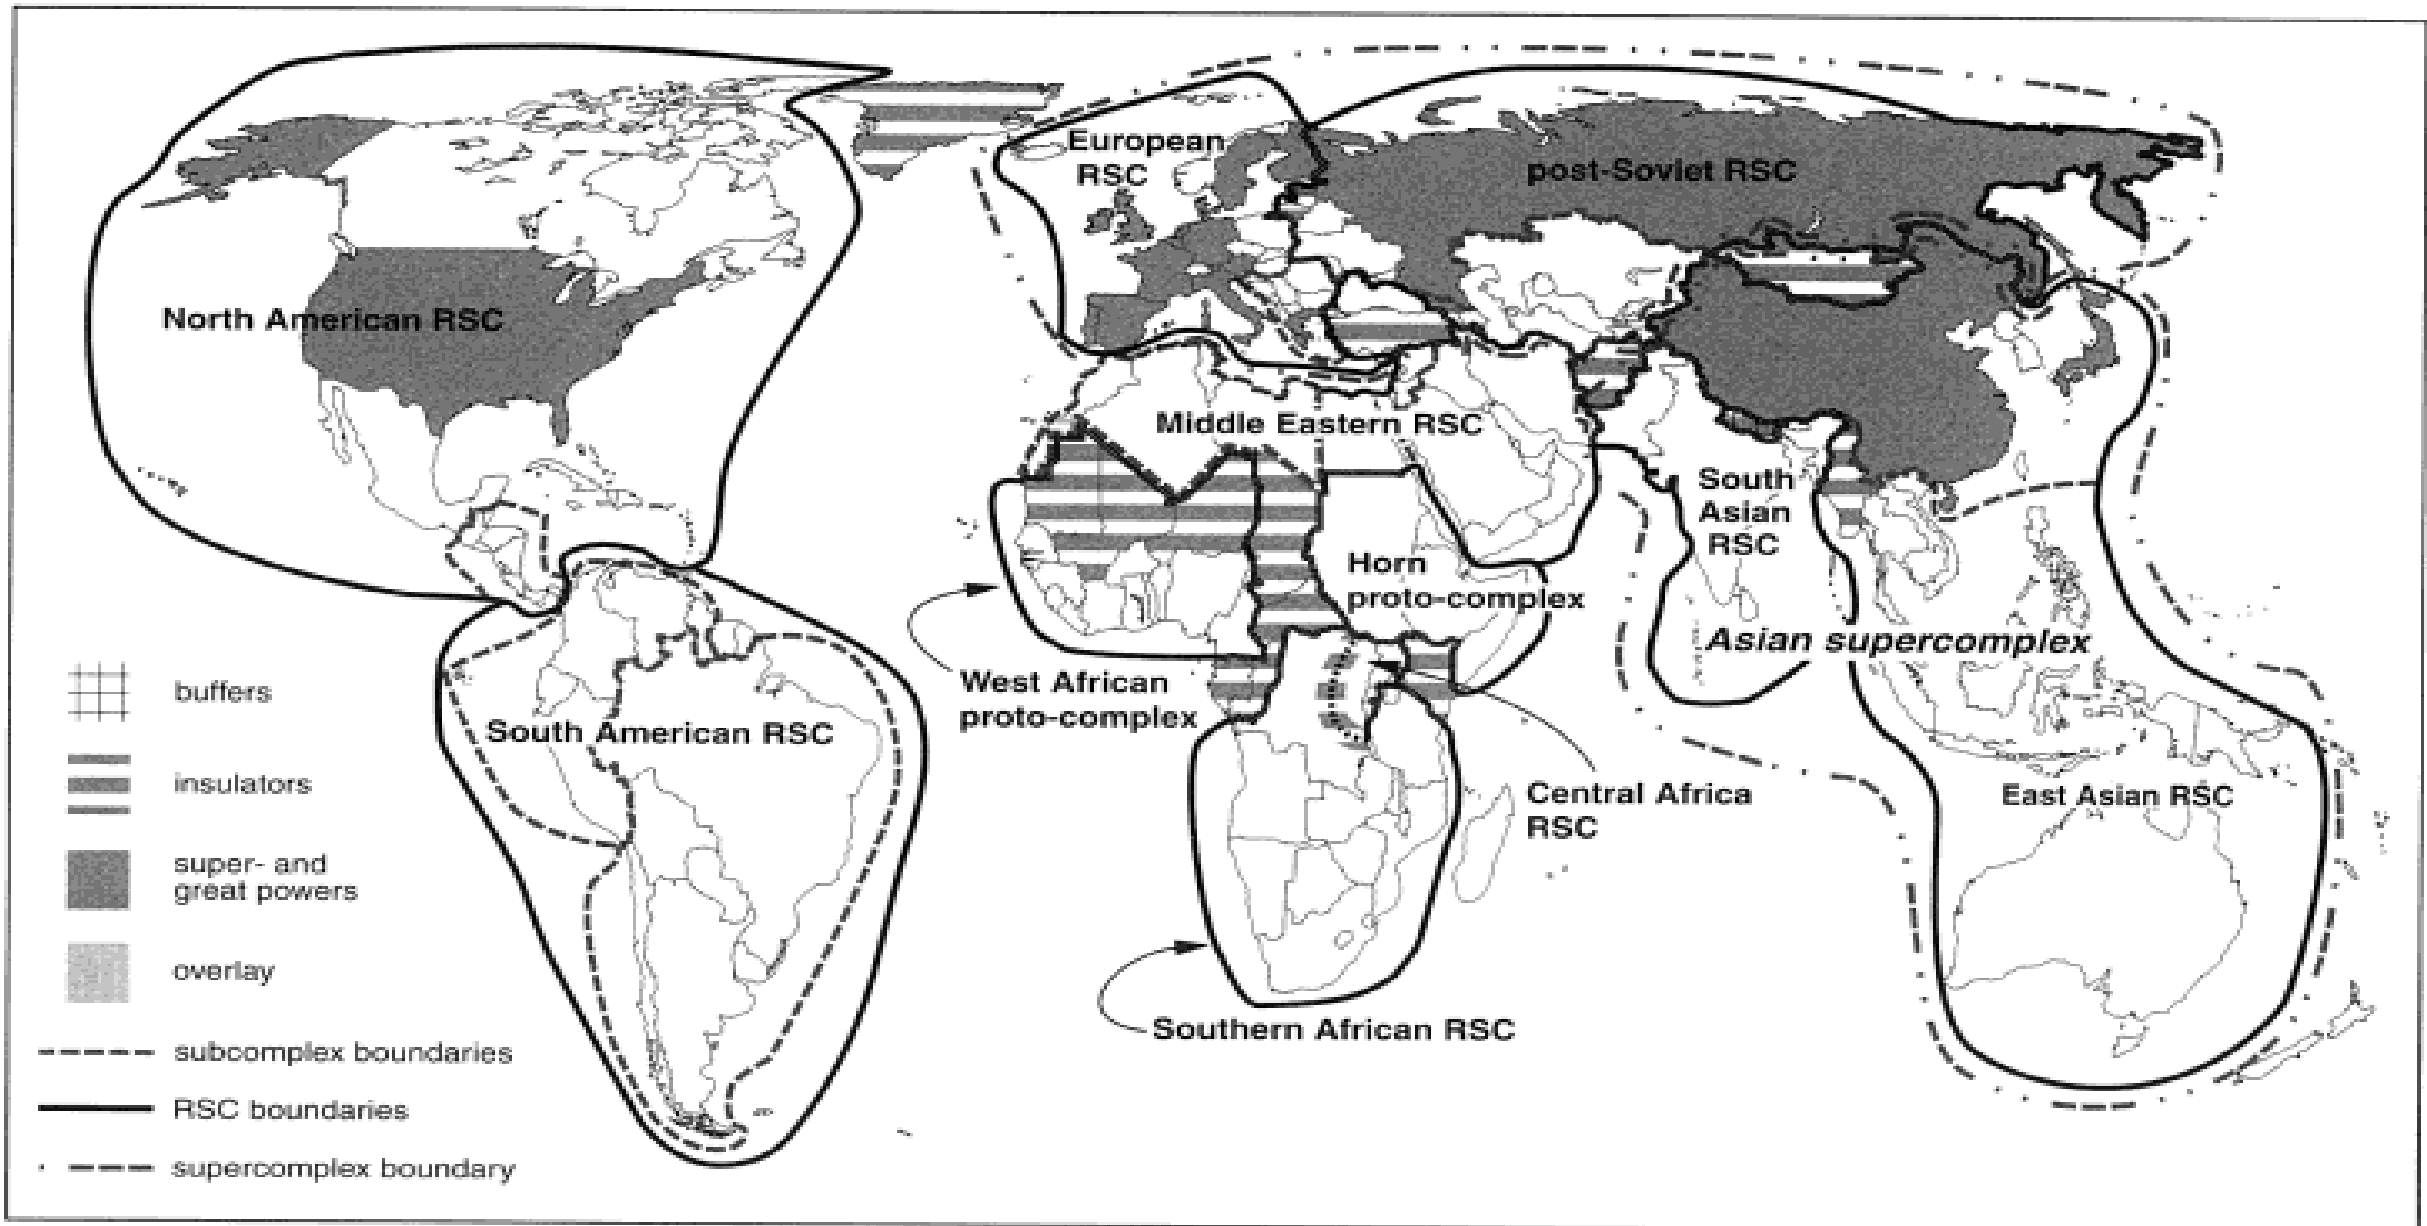 European
RSC
post-Soviet RSC
North American RSC
Middle Eastern RSC
South
Asian
RSC
Horn
proto-complex
Asian supercomplex
West African
proto-complex
South American RSC
Central Africa
RSC
East Asian RSC
Southern African RSC
buffers
insulators
super- and
great powers
overlay
subcomplex boundaries
RSC boundaries
supercomplex boundary